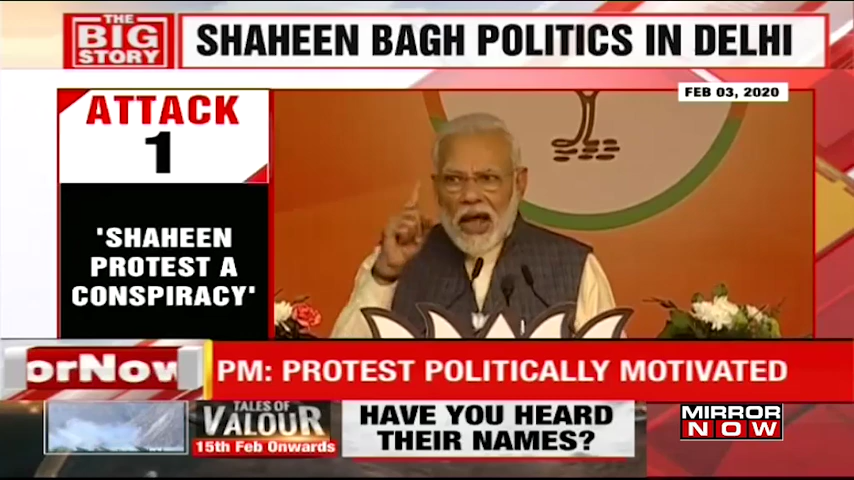 THE
BIG
STORY
SHAHEEN BAGH POLITICS IN DELHI
FEB 03, 2020
ATTACK
1
'SHAHEEN
PROTEST A
CONSPIRACY'
orNow
PM: PROTEST POLITICALLY MOTIVATED
TALES OF
VALOUR
15th Feb Onwards
HAVE YOU HEARD
THEIR NAMES?
MIRROR
NOW